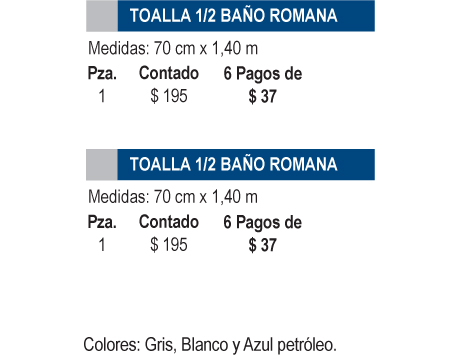 TOALLA 1/2 BAÑO ROMANA
Medidas: 70 cm x 1,40 m
Pza. Contado 6 Pagos de
1 $ 195 $ 37
TOALLA 1/2 BAÑO ROMANA
Medidas: 70 cm x 1,40 m
Pza. Contado 6 Pagos de
1 $ 195 $ 37
Colores: Gris, Blanco y Azul petróleo.